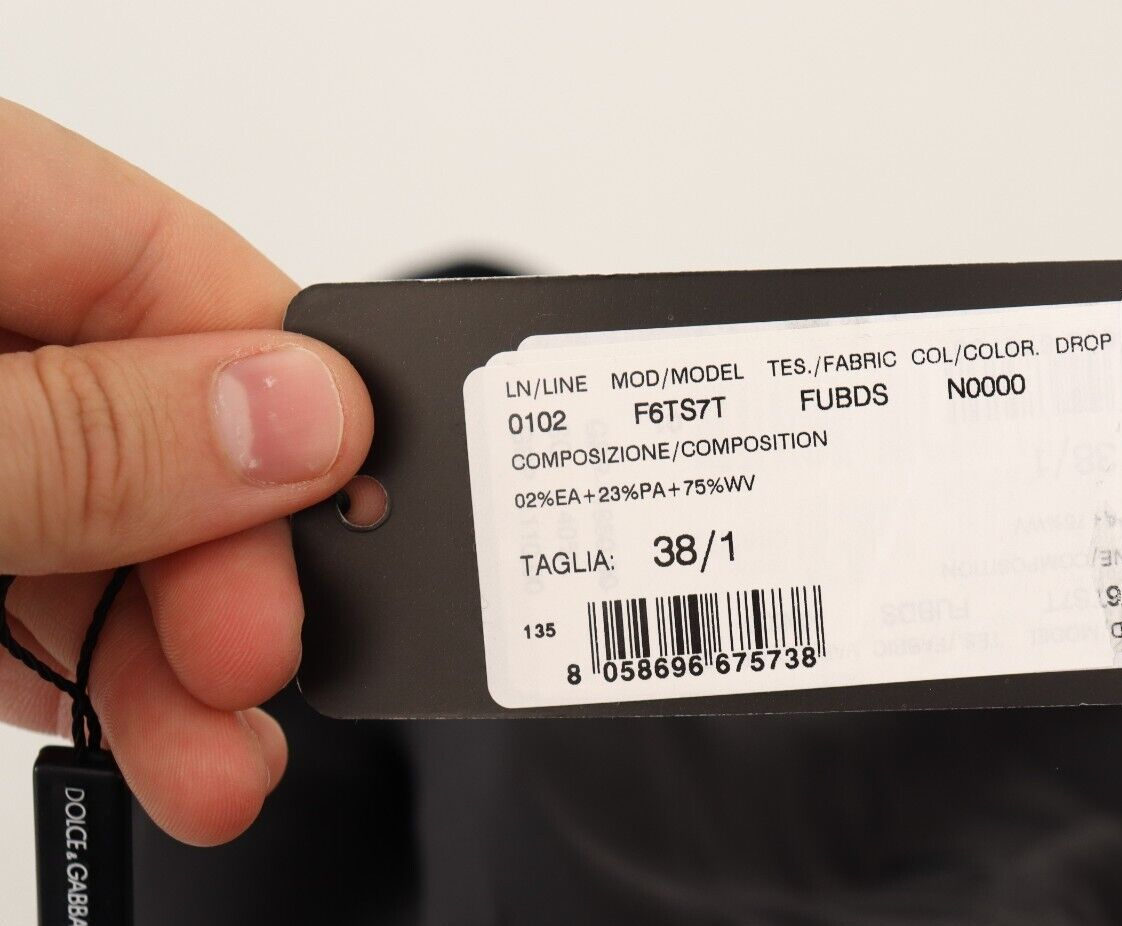 LN/LINE MOD/MODEL TES./FABRIC COL/COLOR. DROP
0102 F6TS7T FUBDS N0000
COMPOSIZIONE/COMPOSITION
02%EA+23%PA+75%WV
TAGLIA: 38/1
135
8 058696 675738
DOLCE&GABBA